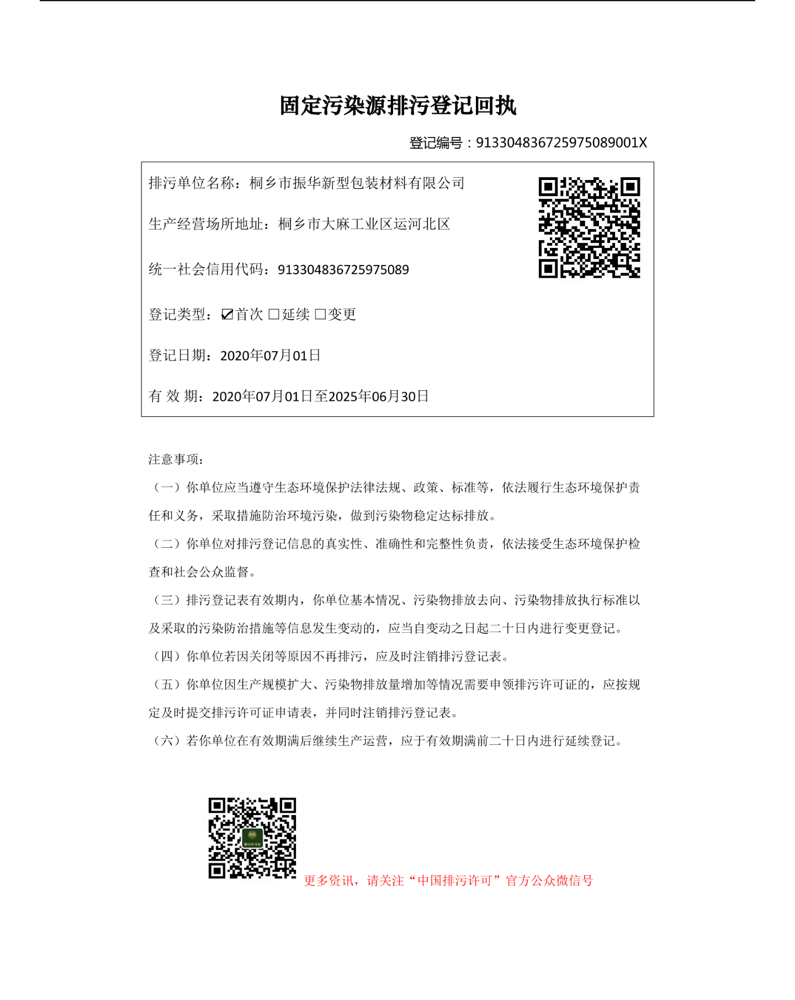 固定污染源排污登记回执
登记编号：913304836725975089001X
排污单位名称：桐乡市振华新型包装材料有限公司
生产经营场所地址：桐乡市大麻工业区运河北区
统一社会信用代码：913304836725975089
登记类型：☑首次 □延续 □变更
登记日期：2020年07月01日
有 效 期：2020年07月01日至2025年06月30日
注意事项：
（一）你单位应当遵守生态环境保护法律法规、政策、标准等，依法履行生态环境保护责
任和义务，采取措施防治环境污染，做到污染物稳定达标排放。
（二）你单位对排污登记信息的真实性、准确性和完整性负责，依法接受生态环境保护检
查和社会公众监督。
（三）排污登记表有效期内，你单位基本情况、污染物排放去向、污染物排放执行标准以
及采取的污染防治措施等信息发生变动的，应当自变动之日起二十日内进行变更登记。
（四）你单位若因关闭等原因不再排污，应及时注销排污登记表。
（五）你单位因生产规模扩大、污染物排放量增加等情况需要申领排污许可证的，应按规
定及时提交排污许可证申请表，并同时注销排污登记表。
（六）若你单位在有效期满后继续生产运营，应于有效期满前二十日内进行延续登记。
排污许可证
更多资讯，请关注“中国排污许可”官方公众微信号